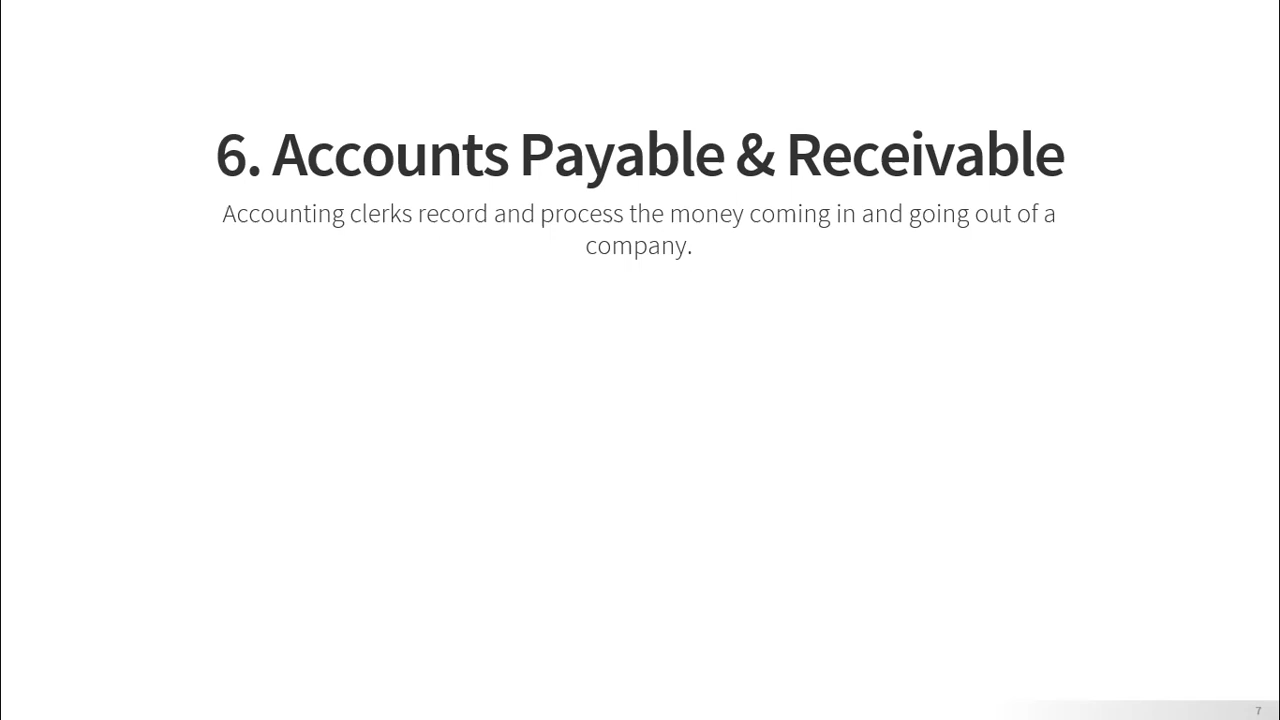 6. Accounts Payable & Receivable
Accounting clerks record and process the money coming in and going out of a
company.
7